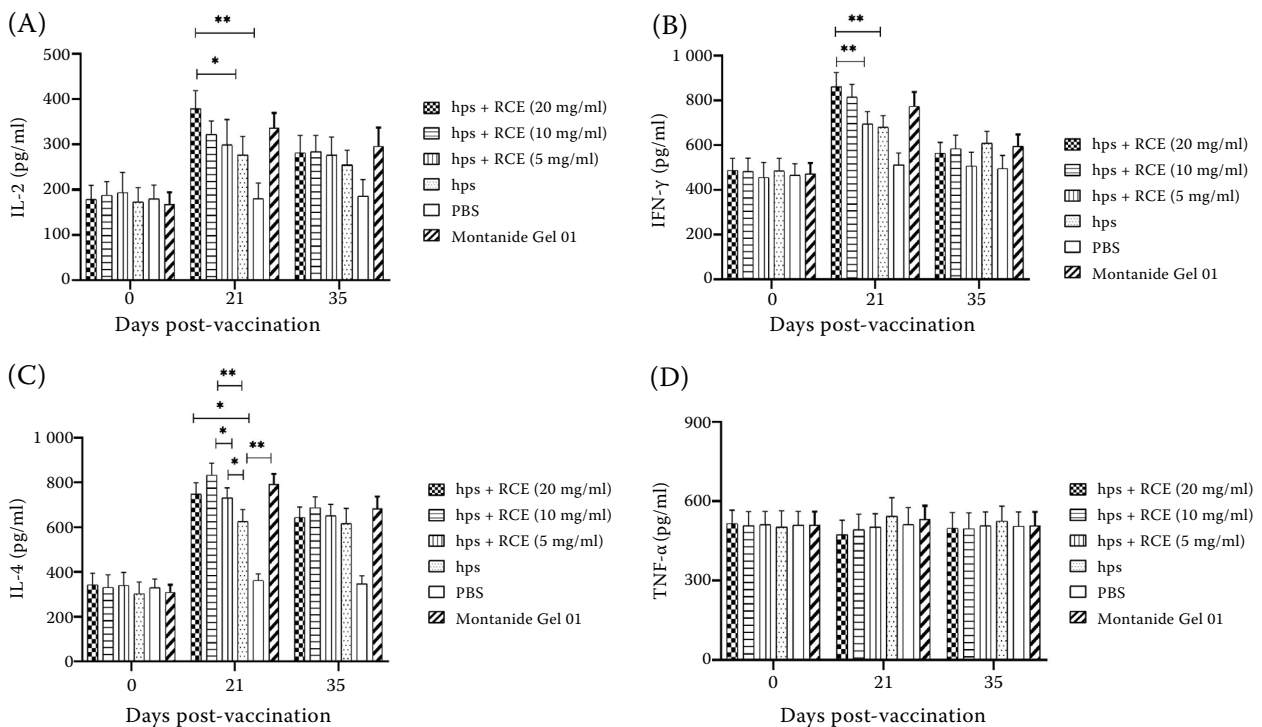 (A)
**
*
500
400
300
200
100
0
IL-2 (pg/ml)
0 21 35
Days post-vaccination
hps + RCE (20 mg/ml)
hps + RCE (10 mg/ml)
hps + RCE (5 mg/ml)
hps
PBS
Montanide Gel 01
(B)
**
**
1 000
800
600
400
200
0
IFN-γ (pg/ml)
0 21 35
Days post-vaccination
hps + RCE (20 mg/ml)
hps + RCE (10 mg/ml)
hps + RCE (5 mg/ml)
hps
PBS
Montanide Gel 01
(C)
**
*
* **
*
1 000
800
600
400
200
0
IL-4 (pg/ml)
0 21 35
Days post-vaccination
hps + RCE (20 mg/ml)
hps + RCE (10 mg/ml)
hps + RCE (5 mg/ml)
hps
PBS
Montanide Gel 01
(D)
900
600
300
0
TNF-α (pg/ml)
0 21 35
Days post-vaccination
hps + RCE (20 mg/ml)
hps + RCE (10 mg/ml)
hps + RCE (5 mg/ml)
hps
PBS
Montanide Gel 01